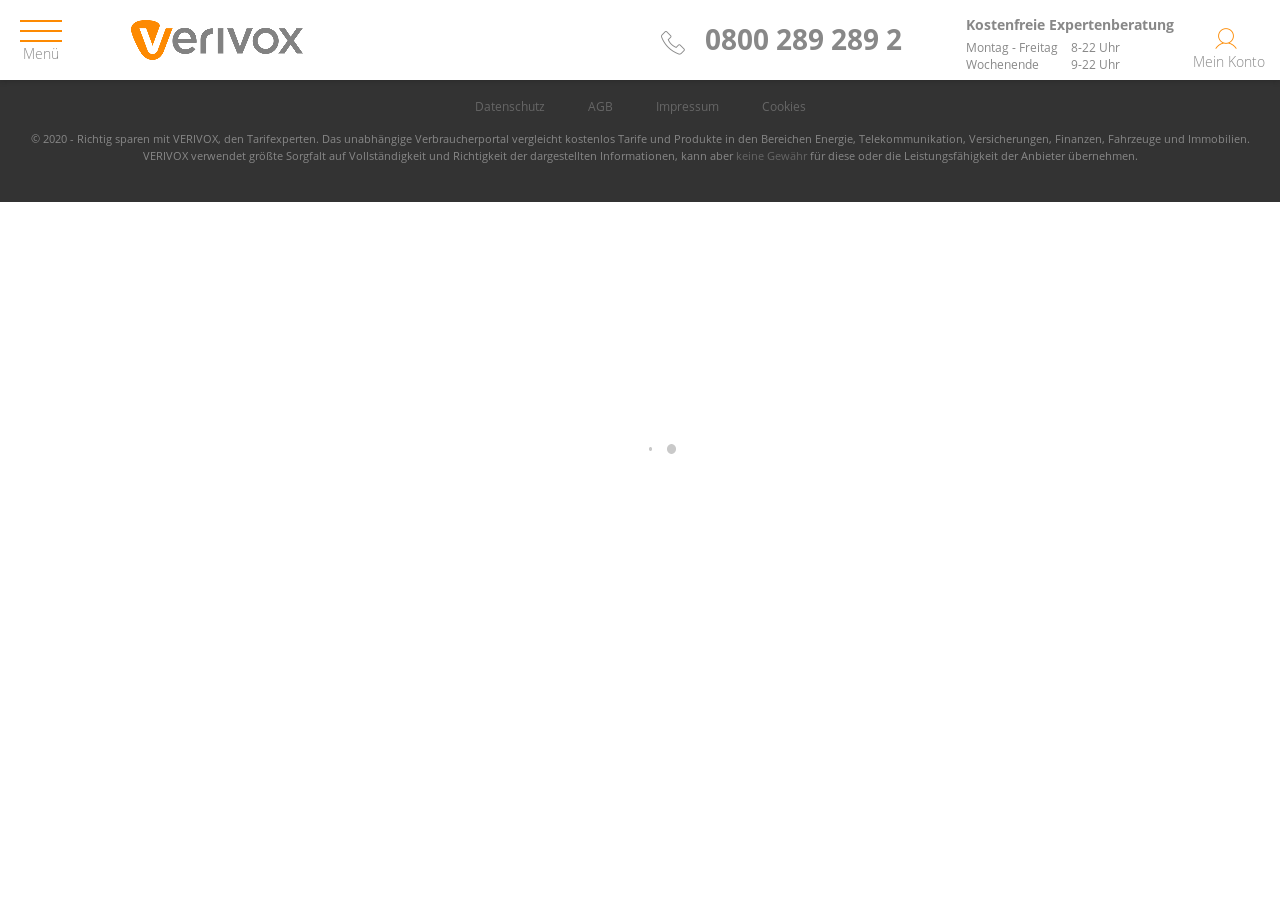 Menü
verivox
0800 289 289 2
Kostenfreie Expertenberatung
Montag - Freitag 8-22 Uhr
Wochenende 9-22 Uhr
Mein Konto
Datenschutz AGB Impressum Cookies
© 2020 - Richtig sparen mit VERIVOX, den Tarifexperten. Das unabhängige Verbraucherportal vergleicht kostenlos Tarife und Produkte in den Bereichen Energie, Telekommunikation, Versicherungen, Finanzen, Fahrzeuge und Immobilien.
VERIVOX verwendet größte Sorgfalt auf Vollständigkeit und Richtigkeit der dargestellten Informationen, kann aber keine Gewähr für diese oder die Leistungsfähigkeit der Anbieter übernehmen.